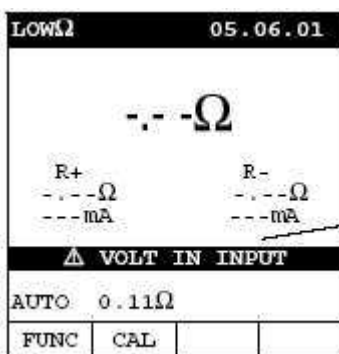 LOWΩ 05.06.01
-.--Ω
R+ R-
-.--Ω -.--Ω
---mA ---mA
⚠ VOLT IN INPUT
AUTO 0.11Ω
FUNC CAL